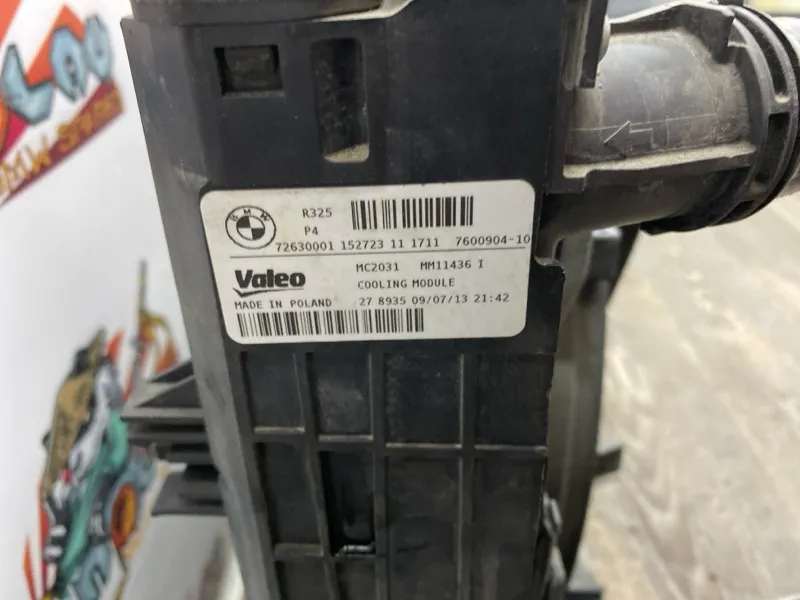 BMW
R325
P4
72630001 152723 11 1711 7600904-10
Valeo
MC2031 MM11436 I
COOLING MODULE
MADE IN POLAND
27 8935 09/07/13 21:42